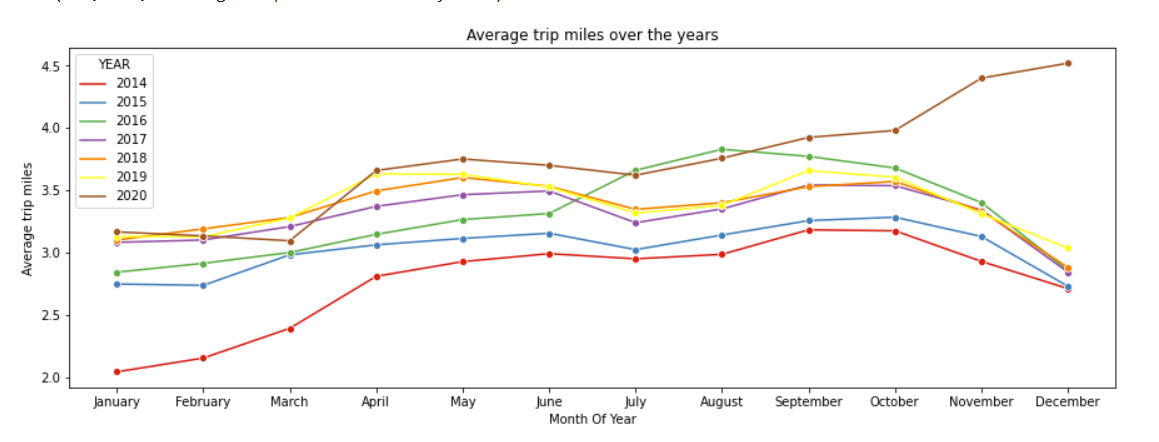 Average trip miles over the years
4.5
4.0
3.5
3.0
2.5
2.0
Average trip miles
YEAR
2014
2015
2016
2017
2018
2019
2020
January February March April May June July August September October November December
Month Of Year